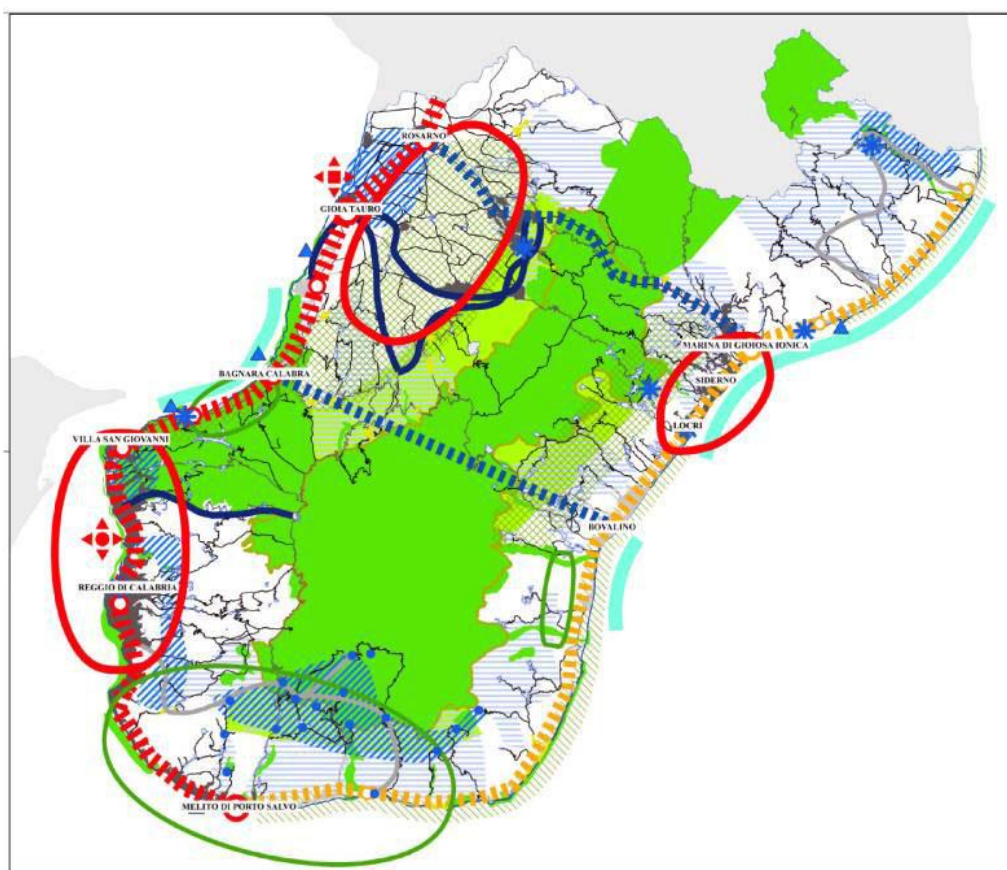 ROSARNO
GIOIA TAURO
MARINA DI GIOIOSA IONICA
BAGNARA CALABRA
SIDERNO
LOCRI
VILLA SAN GIOVANNI
BOVALINO
REGGIO DI CALABRIA
MELITO DI PORTO SALVO